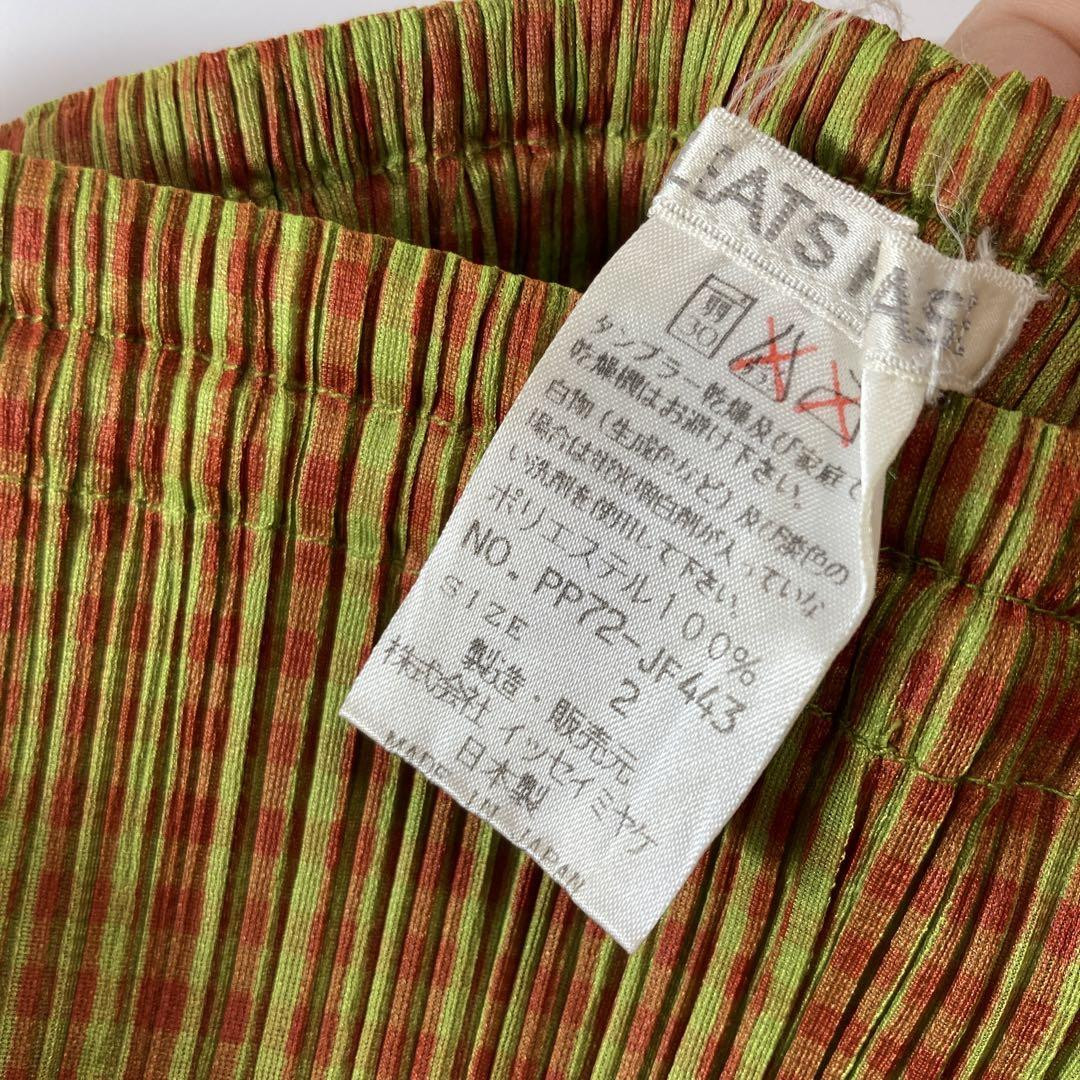 LEATS
弱
30
タンブラー乾燥及び家庭で
乾燥機はお避け下さい。
白物(生成色など)及び淡色の
場合は蛍光増白剤が入っていな
い洗剤を使用して下さい。
ポリエステル100%
NO. PP72-JF443
SIZE 2
製造・販売元
株式会社 イッセイミヤケ
日本製
MADE IN JAPAN